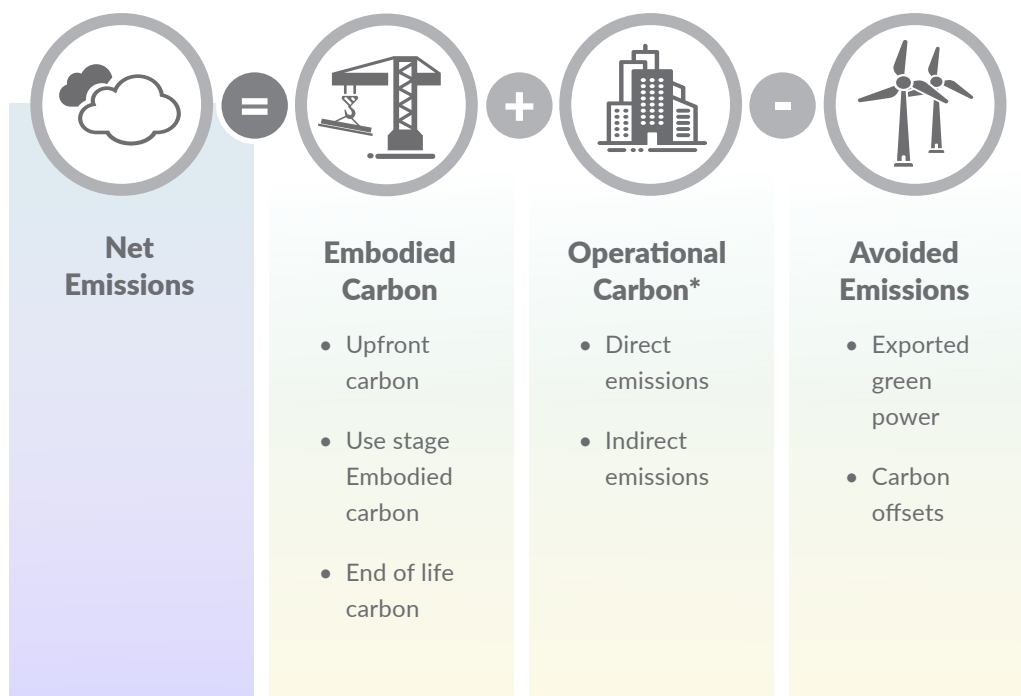 =
+
-
Net
Emissions
Embodied
Carbon
• Upfront
carbon
• Use stage
Embodied
carbon
• End of life
carbon
Operational
Carbon*
• Direct
emissions
• Indirect
emissions
Avoided
Emissions
• Exported
green
power
• Carbon
offsets